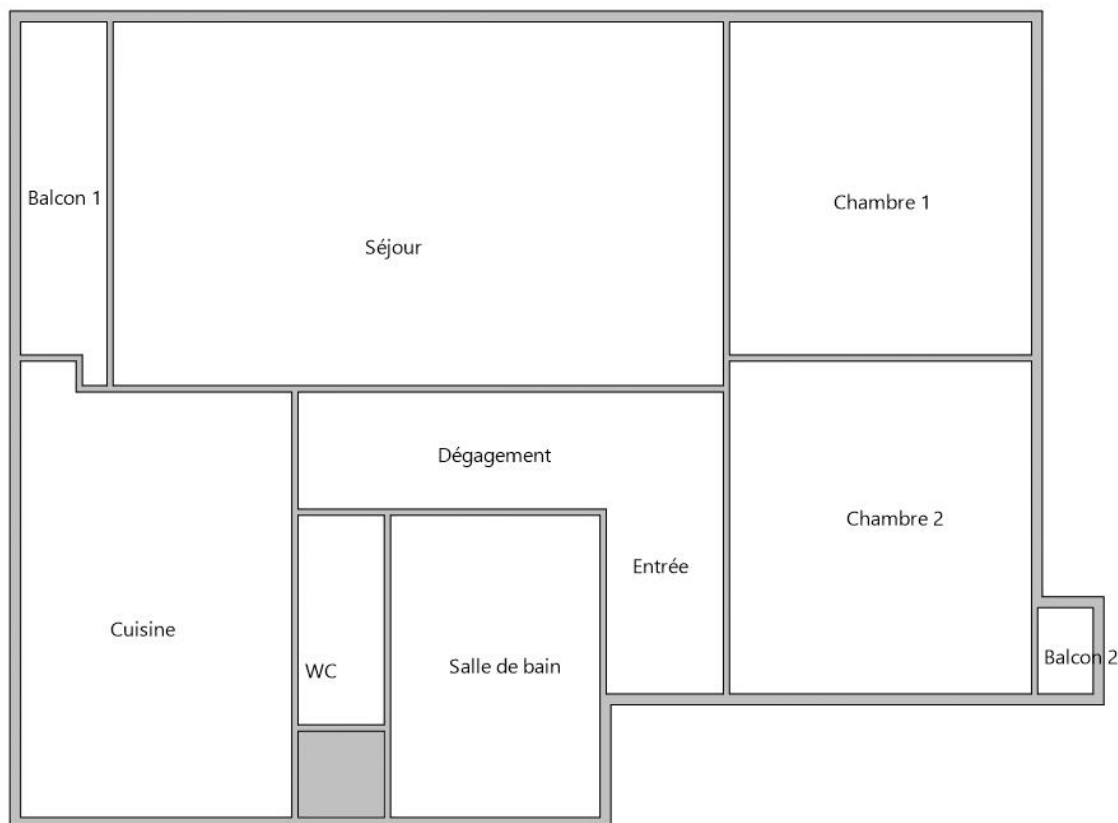 Balcon 1
Chambre 1
Séjour
Dégagement
Chambre 2
Entrée
Cuisine
Balcon 2
Salle de bain
WC